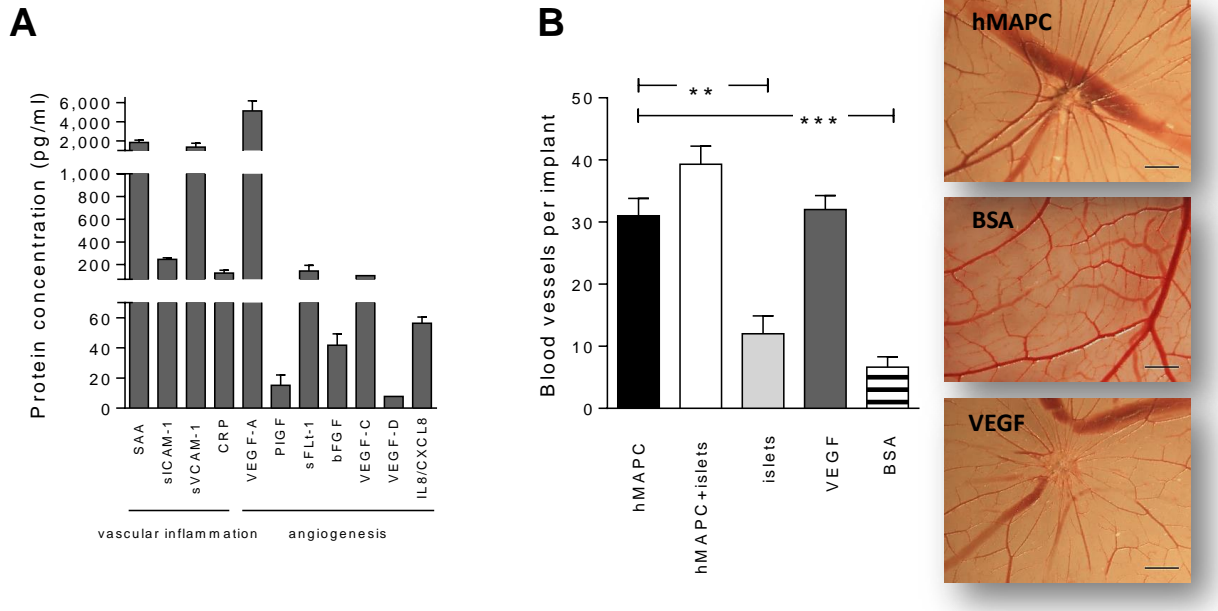 A
Protein concentration (pg/ml)
6,000
4,000
2,000
1,000
800
600
400
200
60
40
20
0
SAA
sICAM-1
sVCAM-1
CRP
VEGF-A
PlGF
sFLt-1
bFGF
VEGF-C
VEGF-D
IL8/CXCL8
vascular inflammation
angiogenesis
B
Blood vessels per implant
50
40
30
20
10
0
**
***
hMAPC
hMAPC+islets
islets
VEGF
BSA
hMAPC
BSA
VEGF